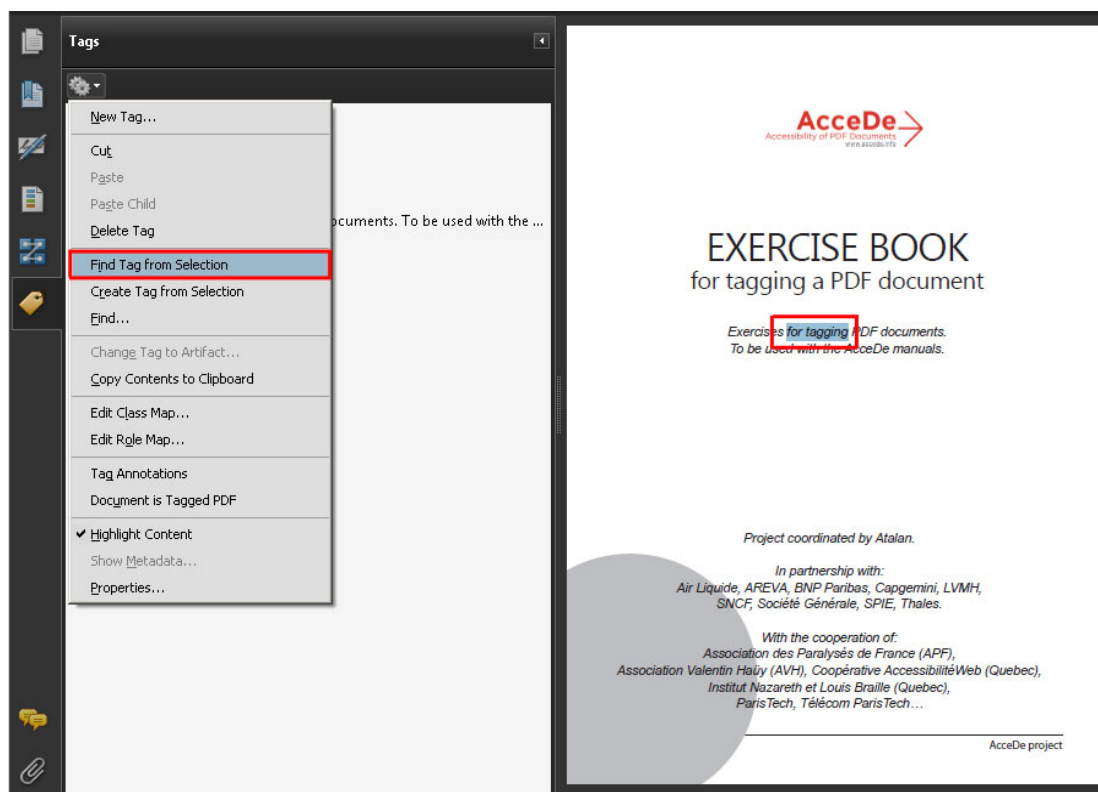 Tags
New Tag...
Cut
Paste
Paste Child
Delete Tag
Find Tag from Selection
Create Tag from Selection
Find...
Change Tag to Artifact...
Copy Contents to Clipboard
Edit Class Map...
Edit Role Map...
Tag Annotations
Document is Tagged PDF
Highlight Content
Show Metadata...
Properties...
ocuments. To be used with the ...
AcceDe
Accessibility of PDF Documents
www.accede.info
EXERCISE BOOK
for tagging a PDF document
Exercises for tagging PDF documents.
To be used with the AcceDe manuals.
Project coordinated by Atalan.
In partnership with:
Air Liquide, AREVA, BNP Paribas, Capgemini, LVMH,
SNCF, Société Générale, SPIE, Thales.
With the cooperation of:
Association des Paralysés de France (APF),
Association Valentin Haüy (AVH), Coopérative AccessibilitéWeb (Quebec),
Institut Nazareth et Louis Braille (Quebec),
ParisTech, Télécom ParisTech…
AcceDe project